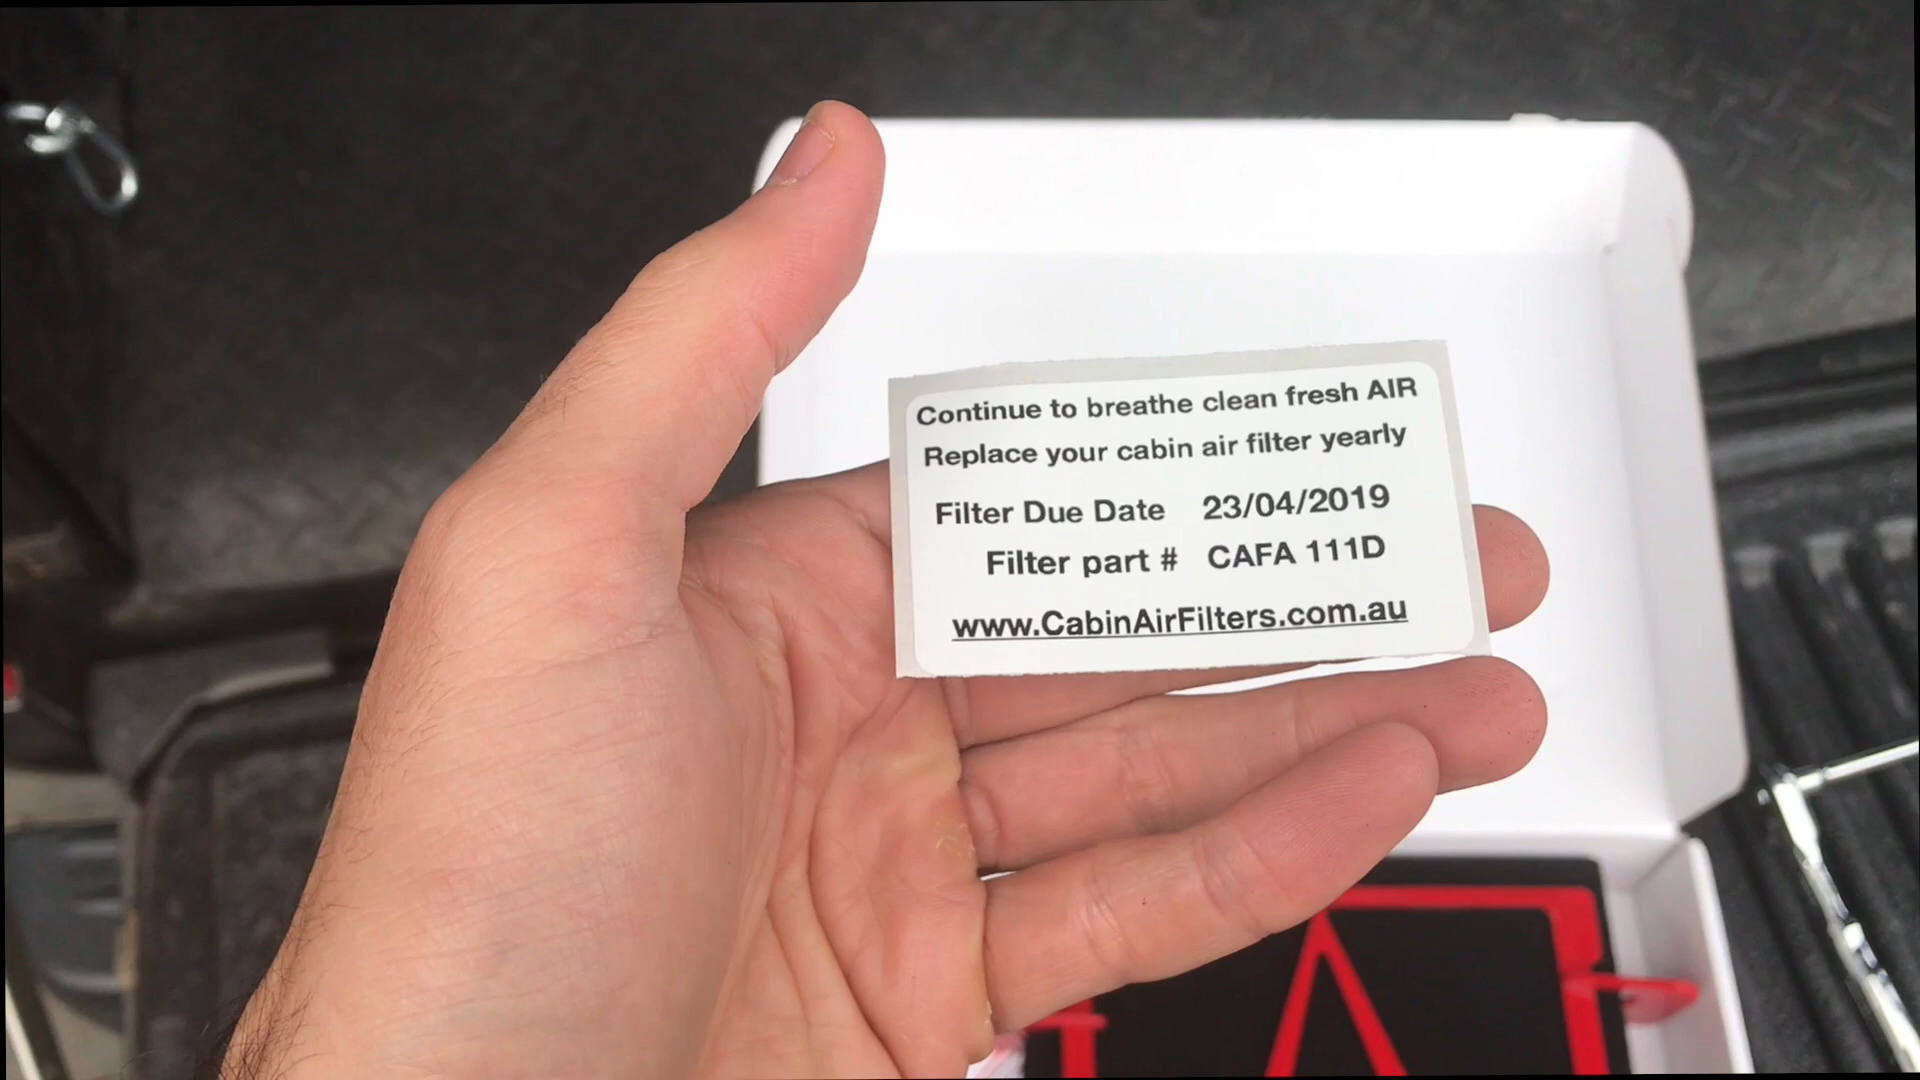 Continue to breathe clean fresh AIR
Replace your cabin air filter yearly
Filter Due Date 23/04/2019
Filter part # CAFA 111D
www.CabinAirFilters.com.au